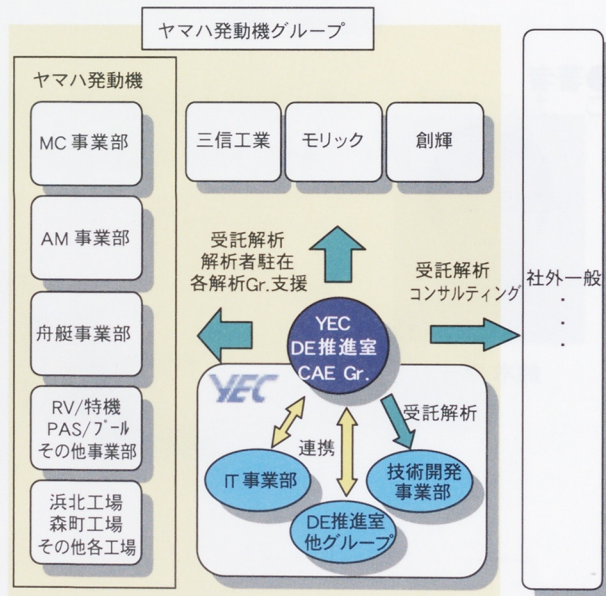 ヤマハ発動機グループ
ヤマハ発動機
MC 事業部
AM 事業部
舟艇事業部
RV/特機
PAS/プール
その他事業部
浜北工場
森町工場
その他各工場
三信工業
モリック
創輝
受託解析
解析者駐在
各解析Gr.支援
受託解析
コンサルティング
社外一般
・
・
・
YEC
DE推進室
CAE Gr.
YEC
受託解析
連携
IT 事業部
技術開発
事業部
DE推進室
他グループ